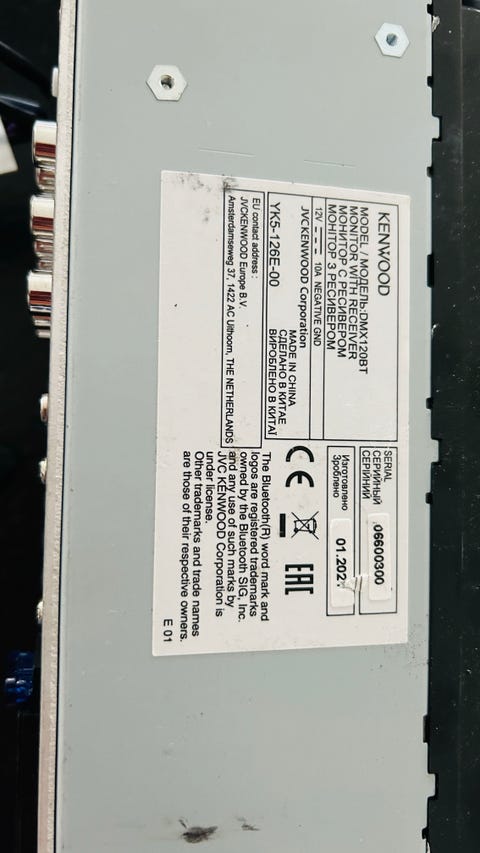 KENWOOD
MODEL / МОДЕЛЬ:DMX120BT
MONITOR WITH RECEIVER
МОНИТОР С РЕСИВЕРОМ
МОНІТОР З РЕСИВЕРОМ
12V 10A NEGATIVE GND
JVCKENWOOD Corporation
MADE IN CHINA
СДЕЛАНО В КИТАЕ
ВИРОБЛЕНО В КИТАЇ
YK5-126E-00
EU contact address :
JVCKENWOOD Europe B.V.
Amsterdamseweg 37, 1422 AC Uithoorn, THE NETHERLANDS
SERIAL
СЕРИЙНЫЙ
СЕРІЙНИЙ
06600300
Изготовлено
Зроблено
CE
EAC
The Bluetooth(R) word mark and
logos are registered trademarks
owned by the Bluetooth SIG, Inc.
and any use of such marks by
JVC KENWOOD Corporation is
under license.
Other trademarks and trade names
are those of their respective owners.
E 01